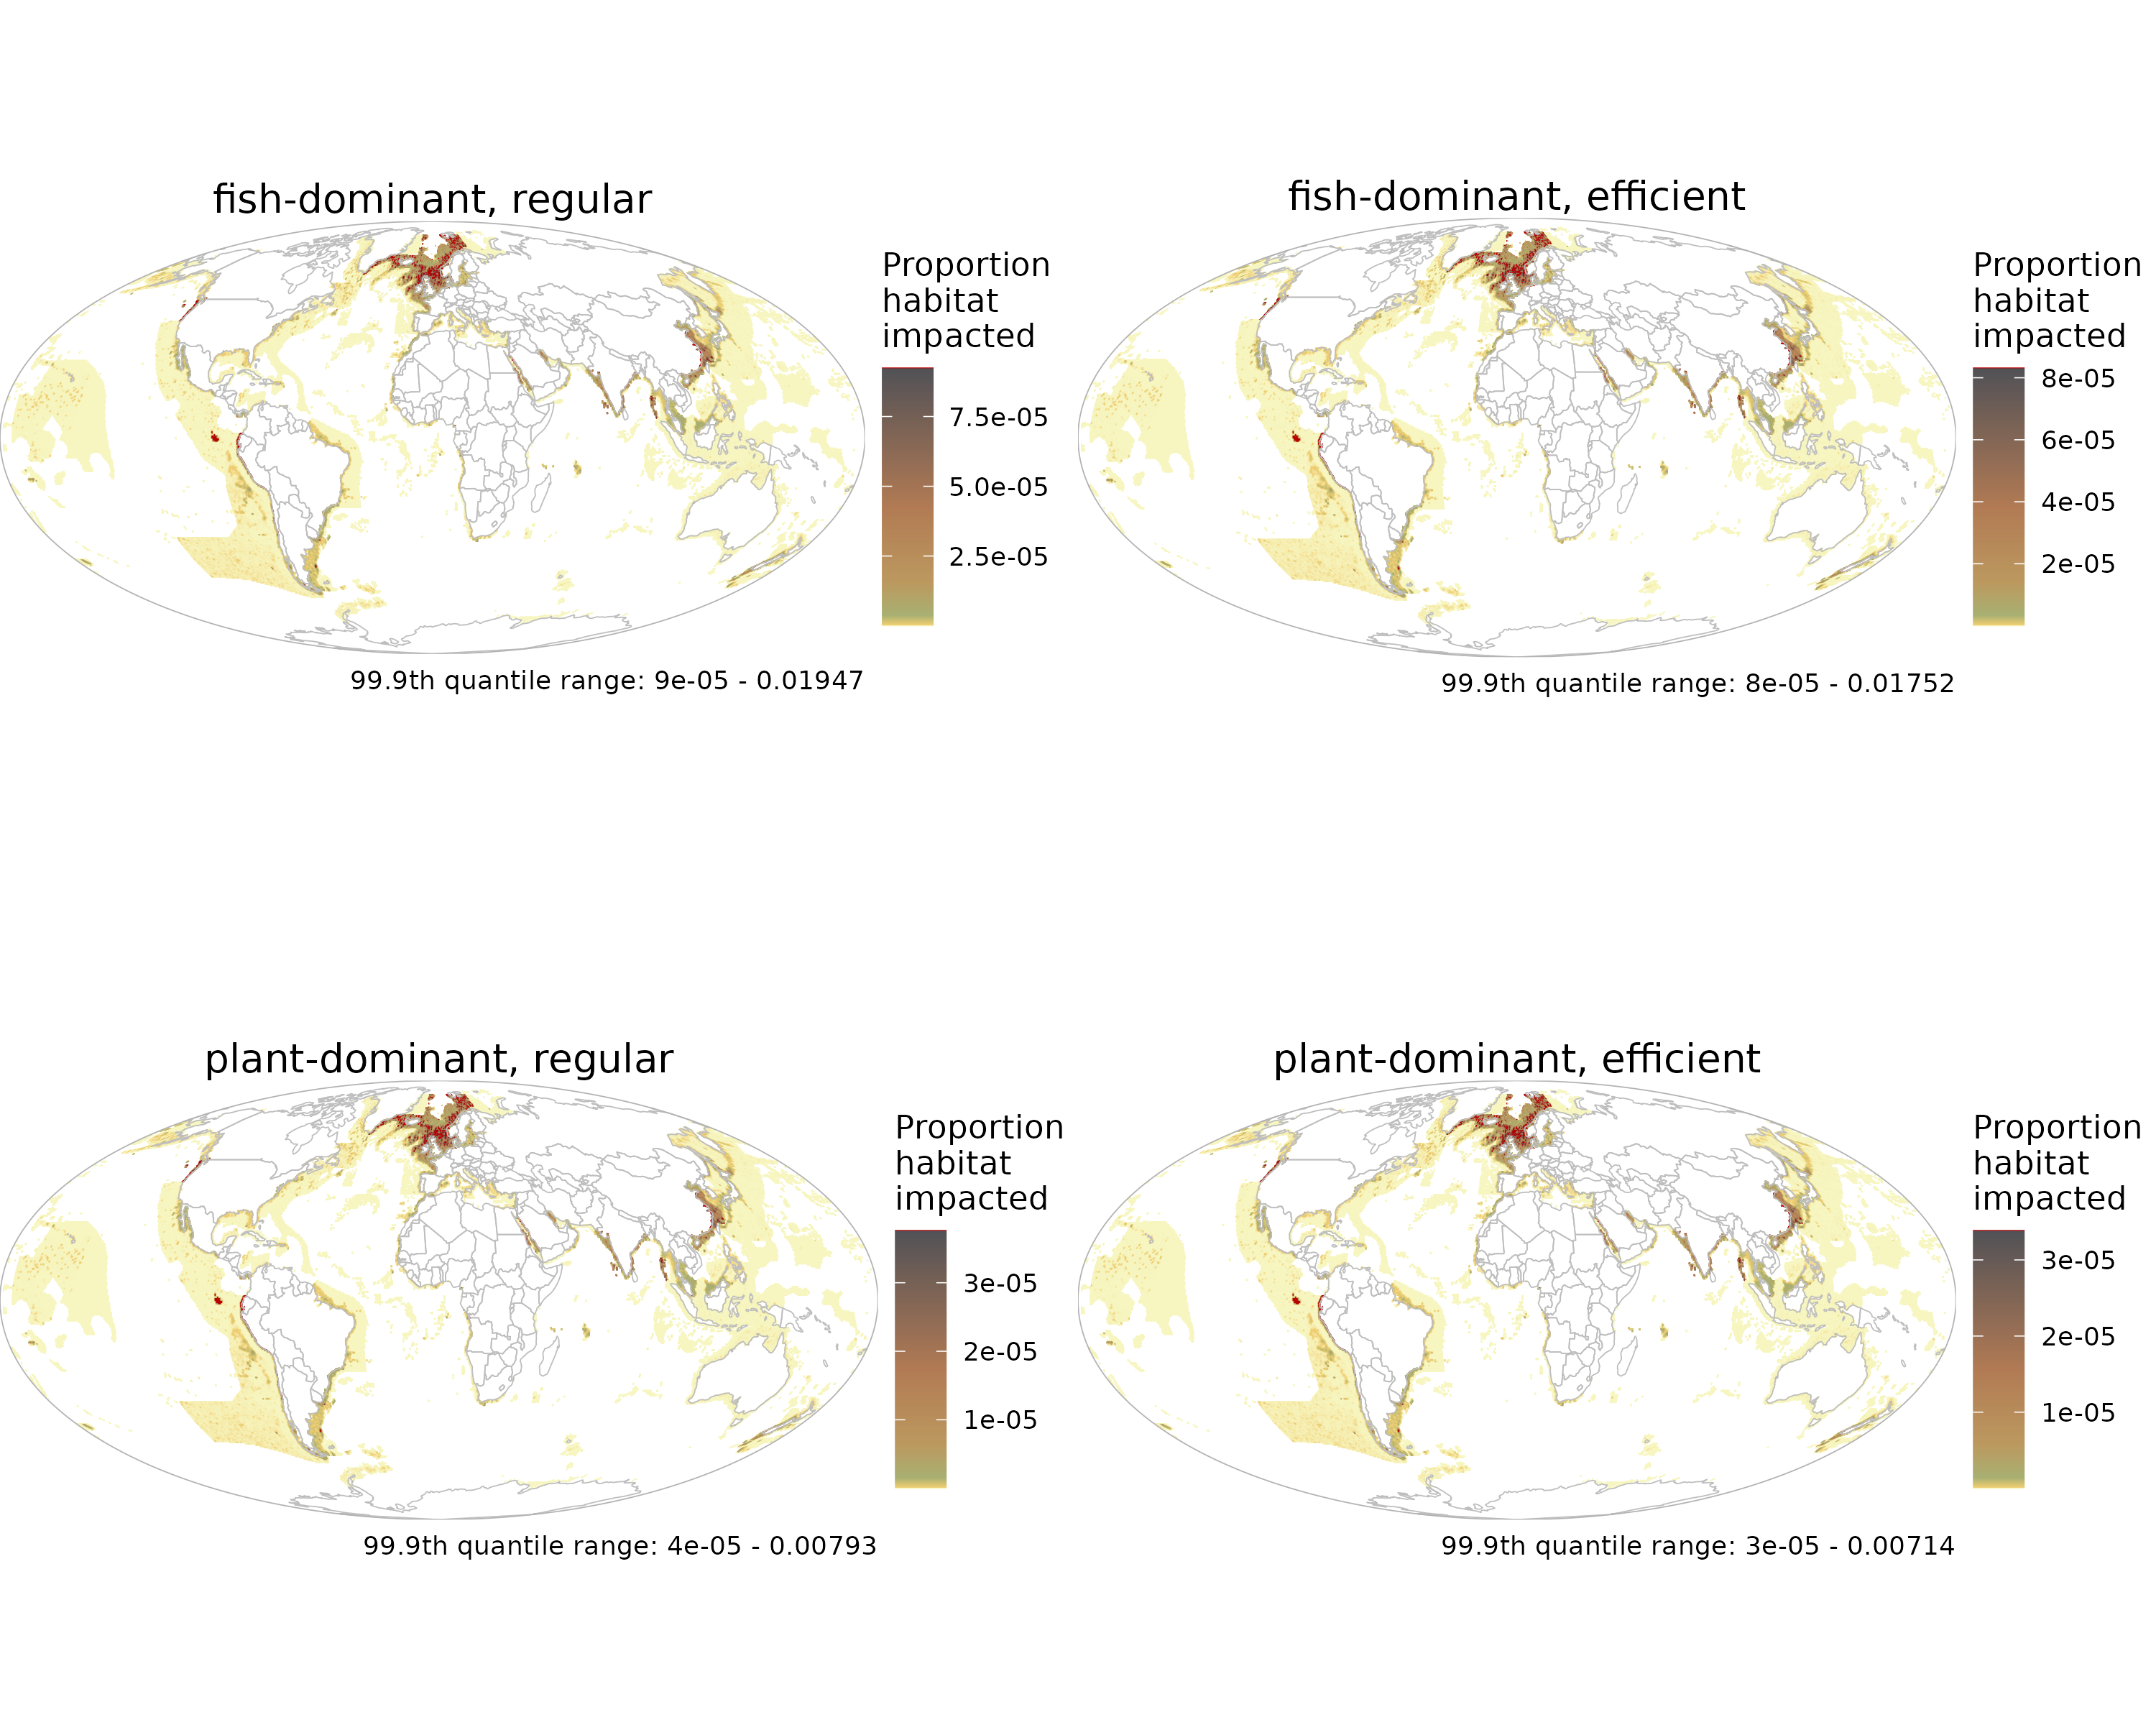 fish-dominant, regular
Proportion
habitat
impacted
7.5e-05
5.0e-05
2.5e-05
99.9th quantile range: 9e-05 - 0.01947
fish-dominant, efficient
Proportion
habitat
impacted
8e-05
6e-05
4e-05
2e-05
99.9th quantile range: 8e-05 - 0.01752
plant-dominant, regular
Proportion
habitat
impacted
3e-05
2e-05
1e-05
99.9th quantile range: 4e-05 - 0.00793
plant-dominant, efficient
Proportion
habitat
impacted
3e-05
2e-05
1e-05
99.9th quantile range: 3e-05 - 0.00714